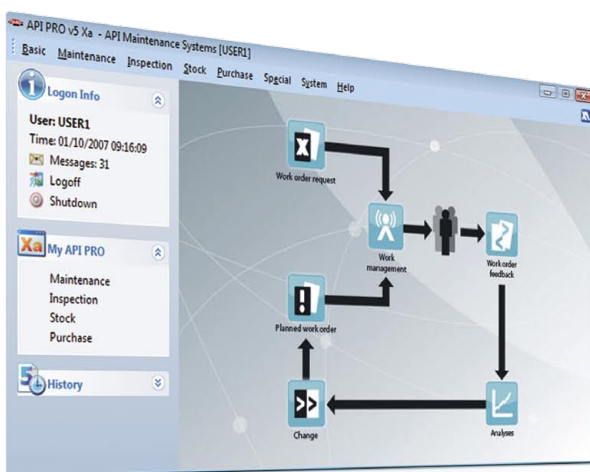 API PRO v5 Xa - API Maintenance Systems [USER1]
Basic Maintenance Inspection Stock Purchase Special System Help
Logon Info
User: USER1
Time: 01/10/2007 09:16:09
Messages: 31
Logoff
Shutdown
Xa My API PRO
Maintenance
Inspection
Stock
Purchase
5 History
Work order request
Work
management
Work order
feedback
Planned work order
Change
Analyses